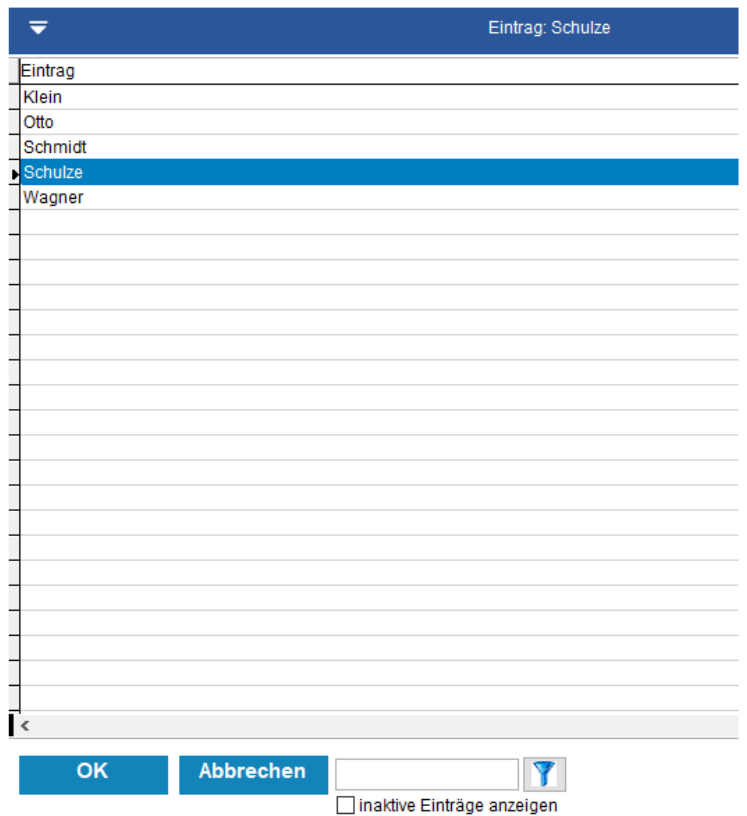 Eintrag: Schulze
Eintrag
Klein
Otto
Schmidt
Schulze
Wagner
OK Abbrechen
inaktive Einträge anzeigen